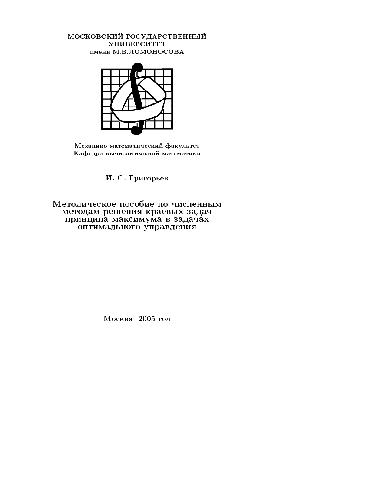 МОСКОВСКИЙ ГОСУДАРСТВЕННЫЙ
УНИВЕРСИТЕТ
имени М.В.ЛОМОНОСОВА
Механико-математический факультет
Кафедра вычислительной математики
И. С. Григорьев
Методическое пособие по численным
методам решения краевых задач
принципа максимума в задачах
оптимального управления
Москва 2005 год